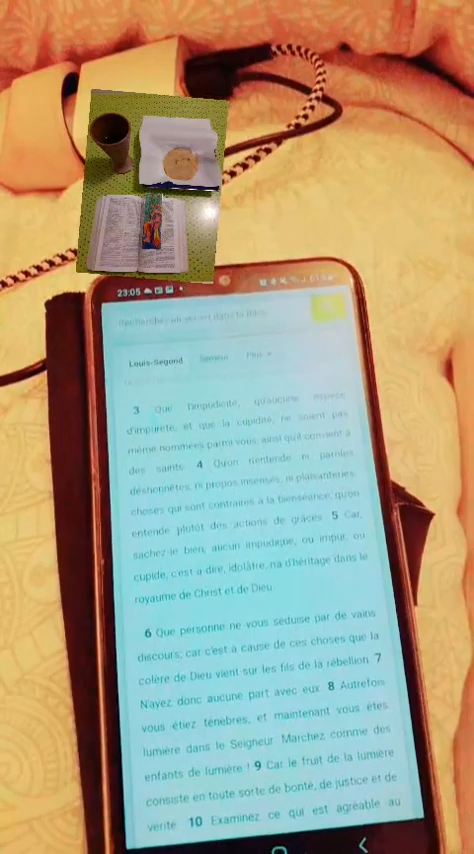 23:05
Rechercher un verset dans la Bible
Louis-Segond Semeur Plus
3 Que l'impudicité, qu'aucune espèce
d'impureté, et que la cupidité, ne soient pas
même nommées parmi vous, ainsi qu'il convient à
des saints. 4 Qu'on n'entende ni paroles
déshonnêtes, ni propos insensés, ni plaisanteries,
choses qui sont contraires à la bienséance; qu'on
entende plutôt des actions de grâces. 5 Car,
sachez-le bien, aucun impudique, ou impur, ou
cupide, c'est-à-dire, idolâtre, n'a d'héritage dans le
royaume de Christ et de Dieu.
6 Que personne ne vous séduise par de vains
discours; car c'est à cause de ces choses que la
colère de Dieu vient sur les fils de la rébellion. 7
N'ayez donc aucune part avec eux. 8 Autrefois
vous étiez ténèbres, et maintenant vous êtes
lumière dans le Seigneur. Marchez comme des
enfants de lumière ! 9 Car le fruit de la lumière
consiste en toute sorte de bonté, de justice et de
vérité. 10 Examinez ce qui est agréable au